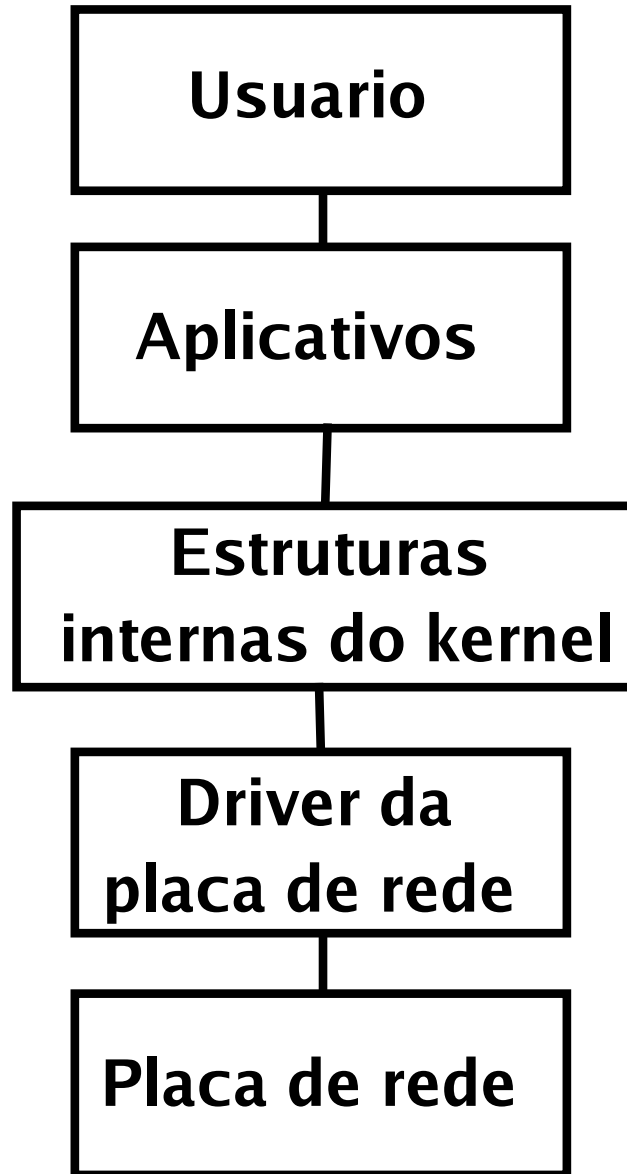 Usuario
Aplicativos
Estruturas
internas do kernel
Driver da
placa de rede
Placa de rede